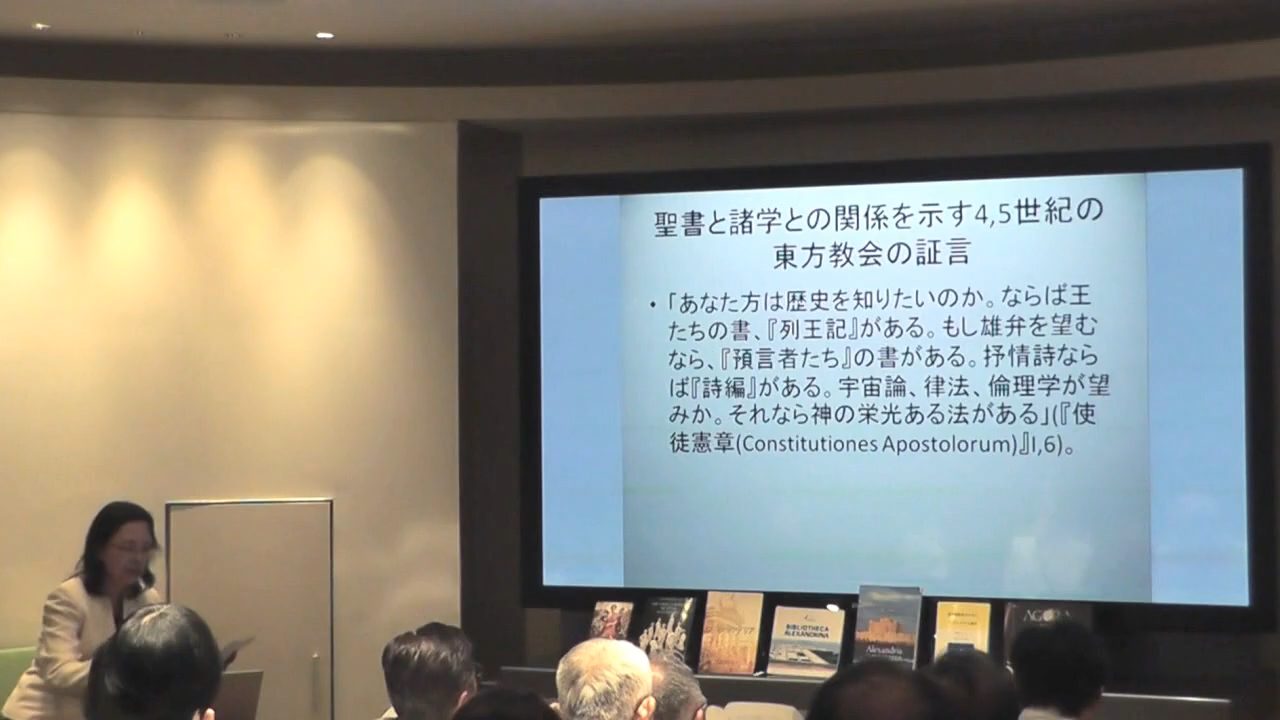 聖書と諸学との関係を示す4,5世紀の
東方教会の証言
• 「あなた方は歴史を知りたいのか。ならば王
たちの書、『列王記』がある。もし雄弁を望む
なら、『預言者たち』の書がある。抒情詩なら
ば『詩編』がある。宇宙論、律法、倫理学が望
みか。それなら神の栄光ある法がある」(『使
徒憲章(Constitutiones Apostolorum)』I,6)。
BIBLIOTHECA
ALEXANDRINA
Alexandria
AGORA